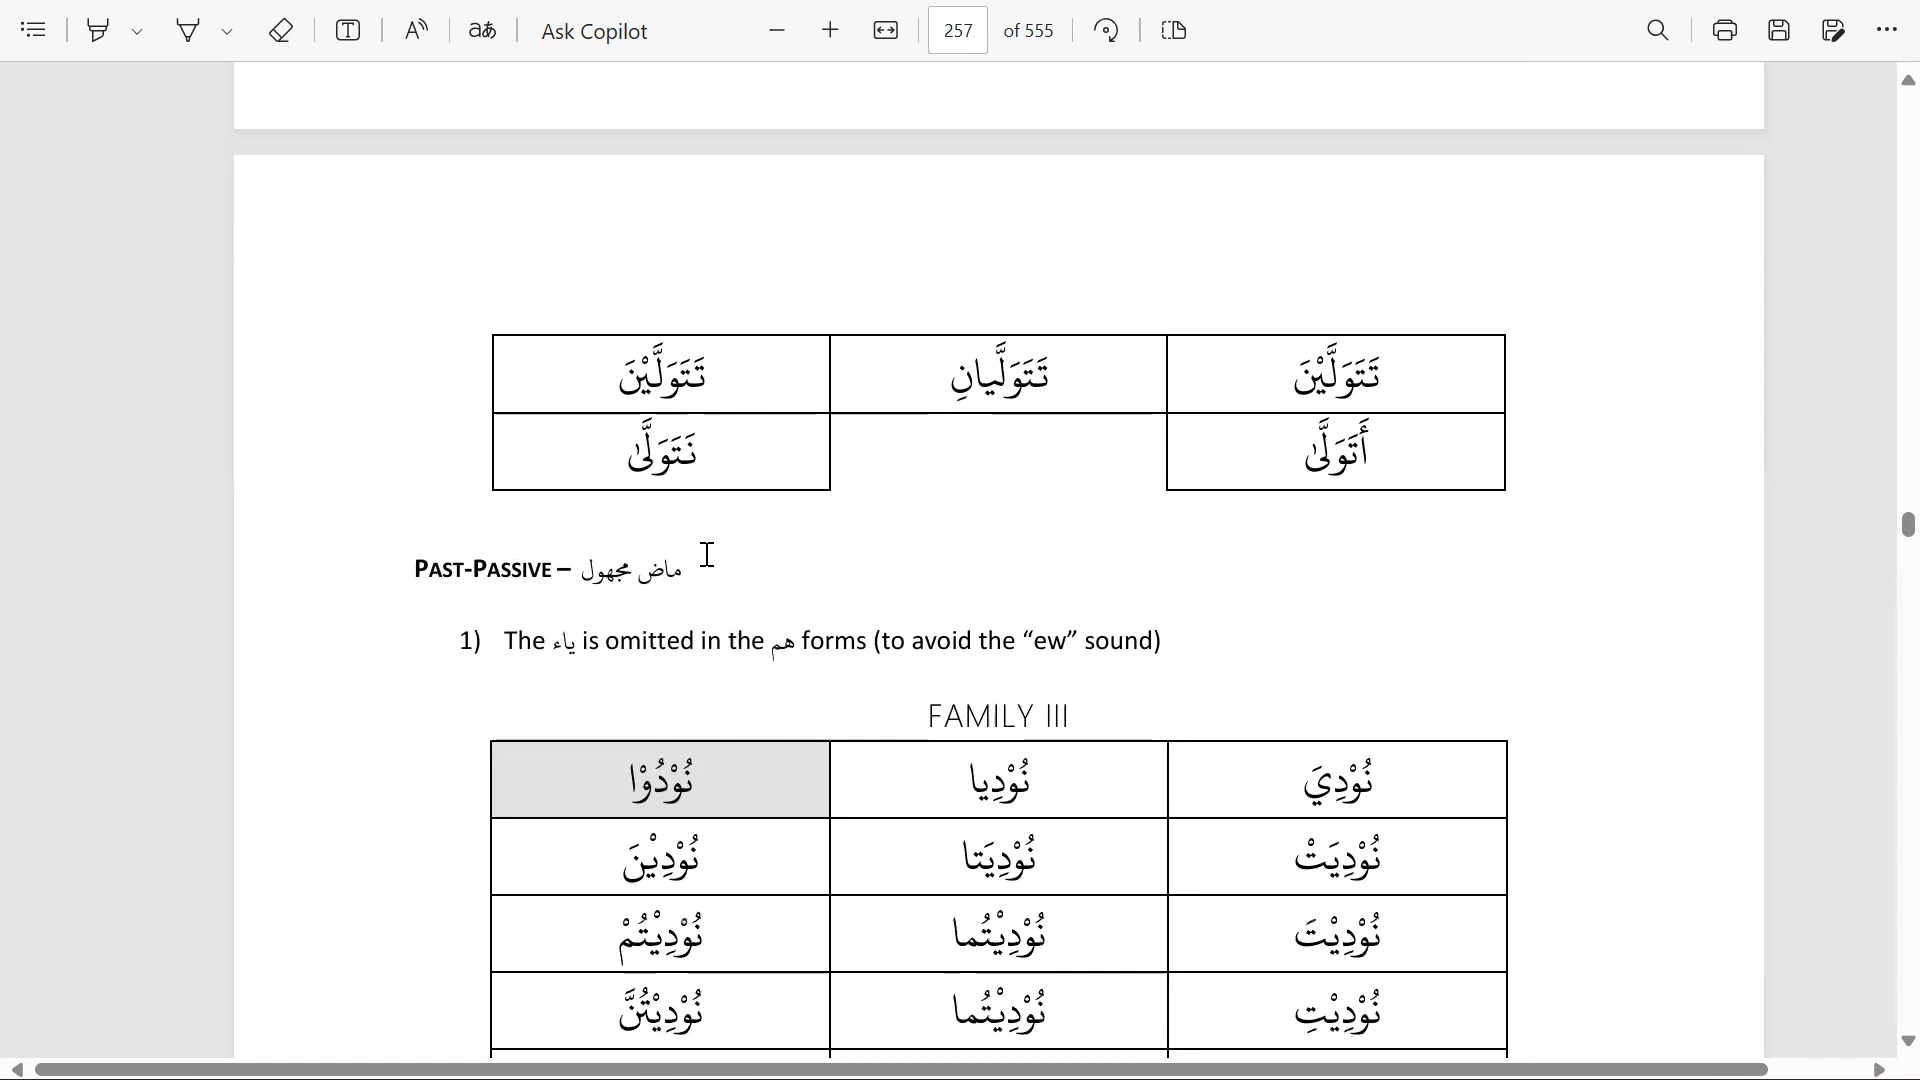 Ask Copilot 257 of 555
تَتَوَلَّيْنَ تَتَوَلَّيانِ تَتَوَلَّيْنَ
أَتَوَلَّىٰ نَتَوَلَّىٰ
PAST-PASSIVE – ماض مجهول
1) The ياء is omitted in the هم forms (to avoid the “ew” sound)
FAMILY III
نُوْدِيَ نُوْدِيا نُوْدُوْا
نُوْدِيَتْ نُوْدِيَتا نُوْدِيْنَ
نُوْدِيْتَ نُوْدِيْتُما نُوْدِيْتُمْ
نُوْدِيْتِ نُوْدِيْتُما نُوْدِيْتُنَّ